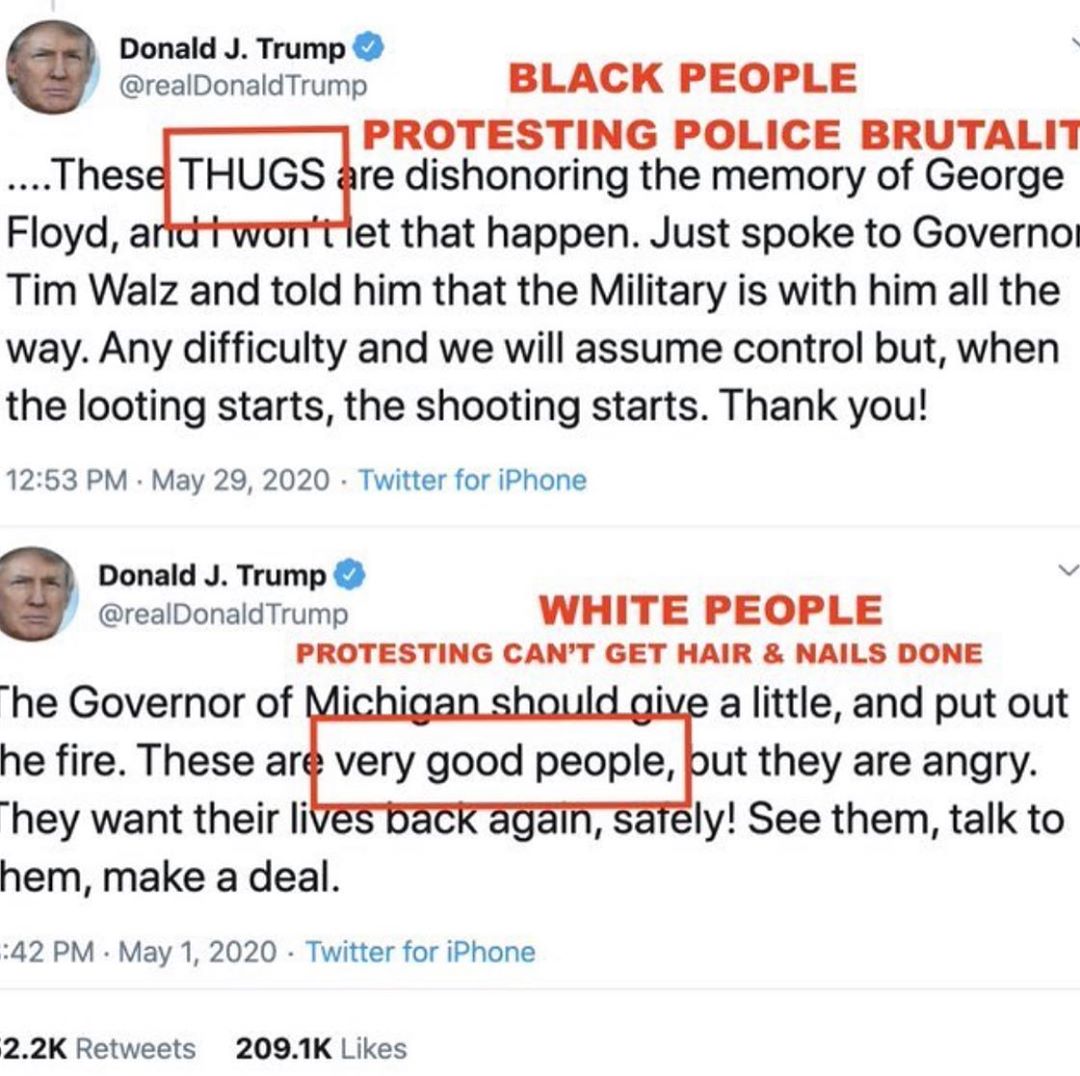 Donald J. Trump
@realDonaldTrump
BLACK PEOPLE
PROTESTING POLICE BRUTALIT
....These THUGS are dishonoring the memory of George
Floyd, and I won't let that happen. Just spoke to Governor
Tim Walz and told him that the Military is with him all the
way. Any difficulty and we will assume control but, when
the looting starts, the shooting starts. Thank you!
12:53 PM · May 29, 2020 · Twitter for iPhone
Donald J. Trump
@realDonaldTrump
WHITE PEOPLE
PROTESTING CAN'T GET HAIR & NAILS DONE
The Governor of Michigan should give a little, and put out
he fire. These are very good people, but they are angry.
They want their lives back again, safely! See them, talk to
hem, make a deal.
:42 PM · May 1, 2020 · Twitter for iPhone
2.2K Retweets 209.1K Likes